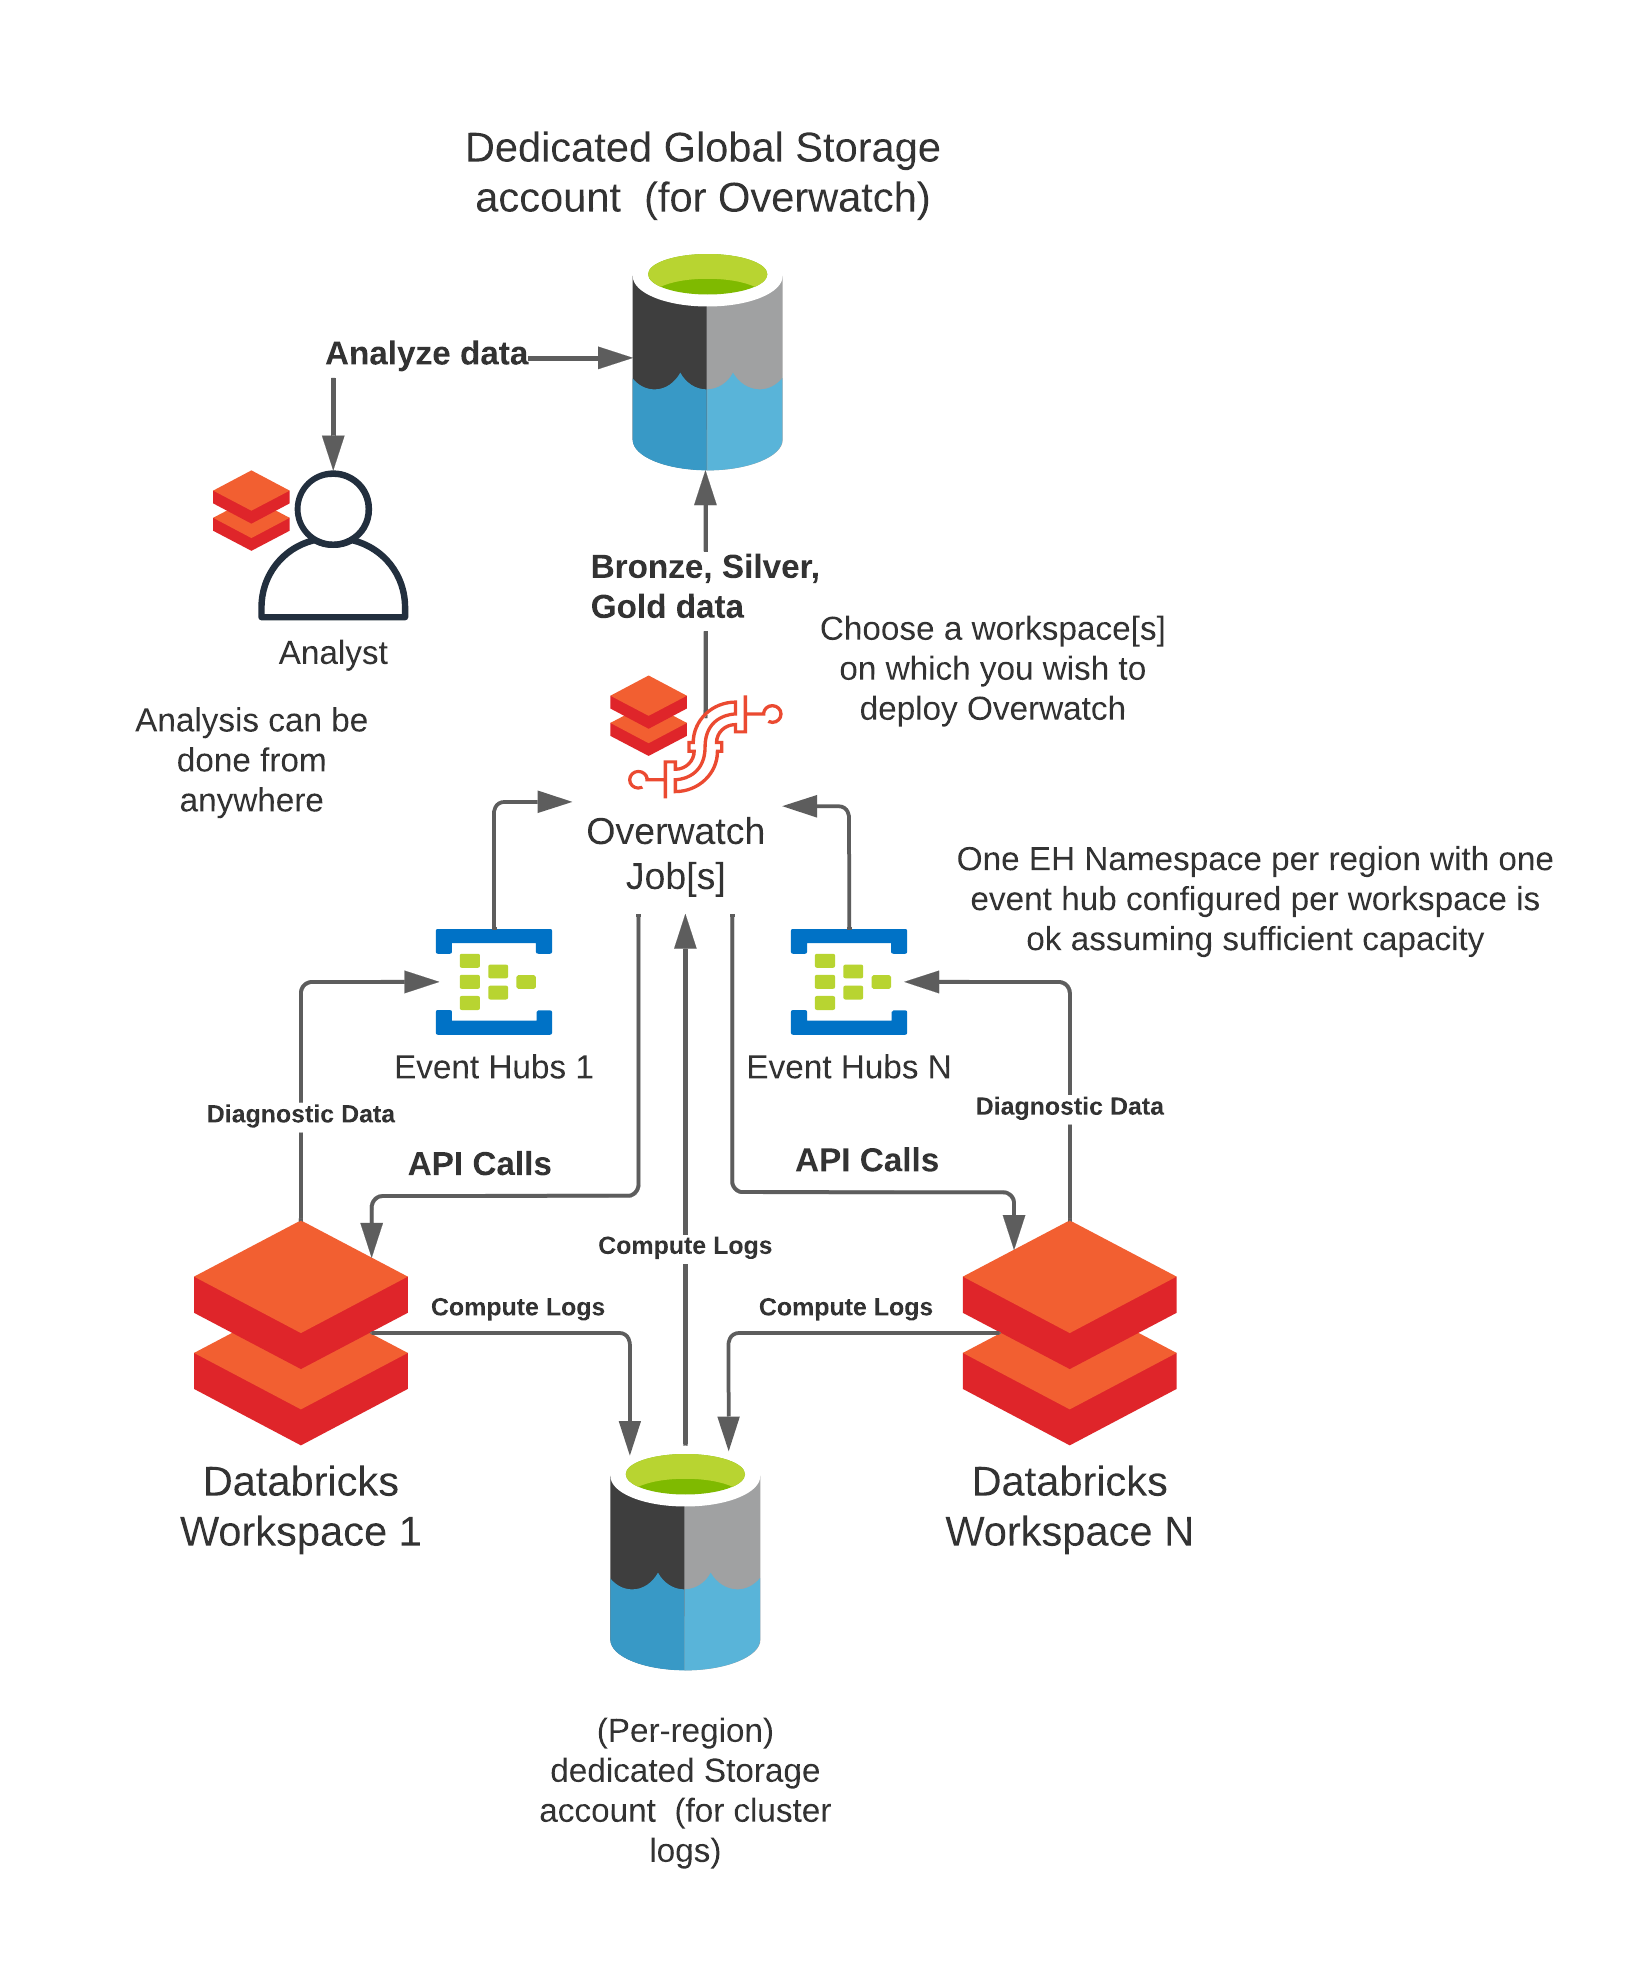 Dedicated Global Storage
account  (for Overwatch)
Analyze data
Analyst
Analysis can be
done from
anywhere
Bronze, Silver,
Gold data
Choose a workspace[s]
on which you wish to
deploy Overwatch
Overwatch
Job[s]
One EH Namespace per region with one
event hub configured per workspace is
ok assuming sufficient capacity
Event Hubs 1
Event Hubs N
Diagnostic Data
Diagnostic Data
API Calls
API Calls
Compute Logs
Compute Logs
Compute Logs
Databricks
Workspace 1
Databricks
Workspace N
(Per-region)
dedicated Storage
account  (for cluster
logs)